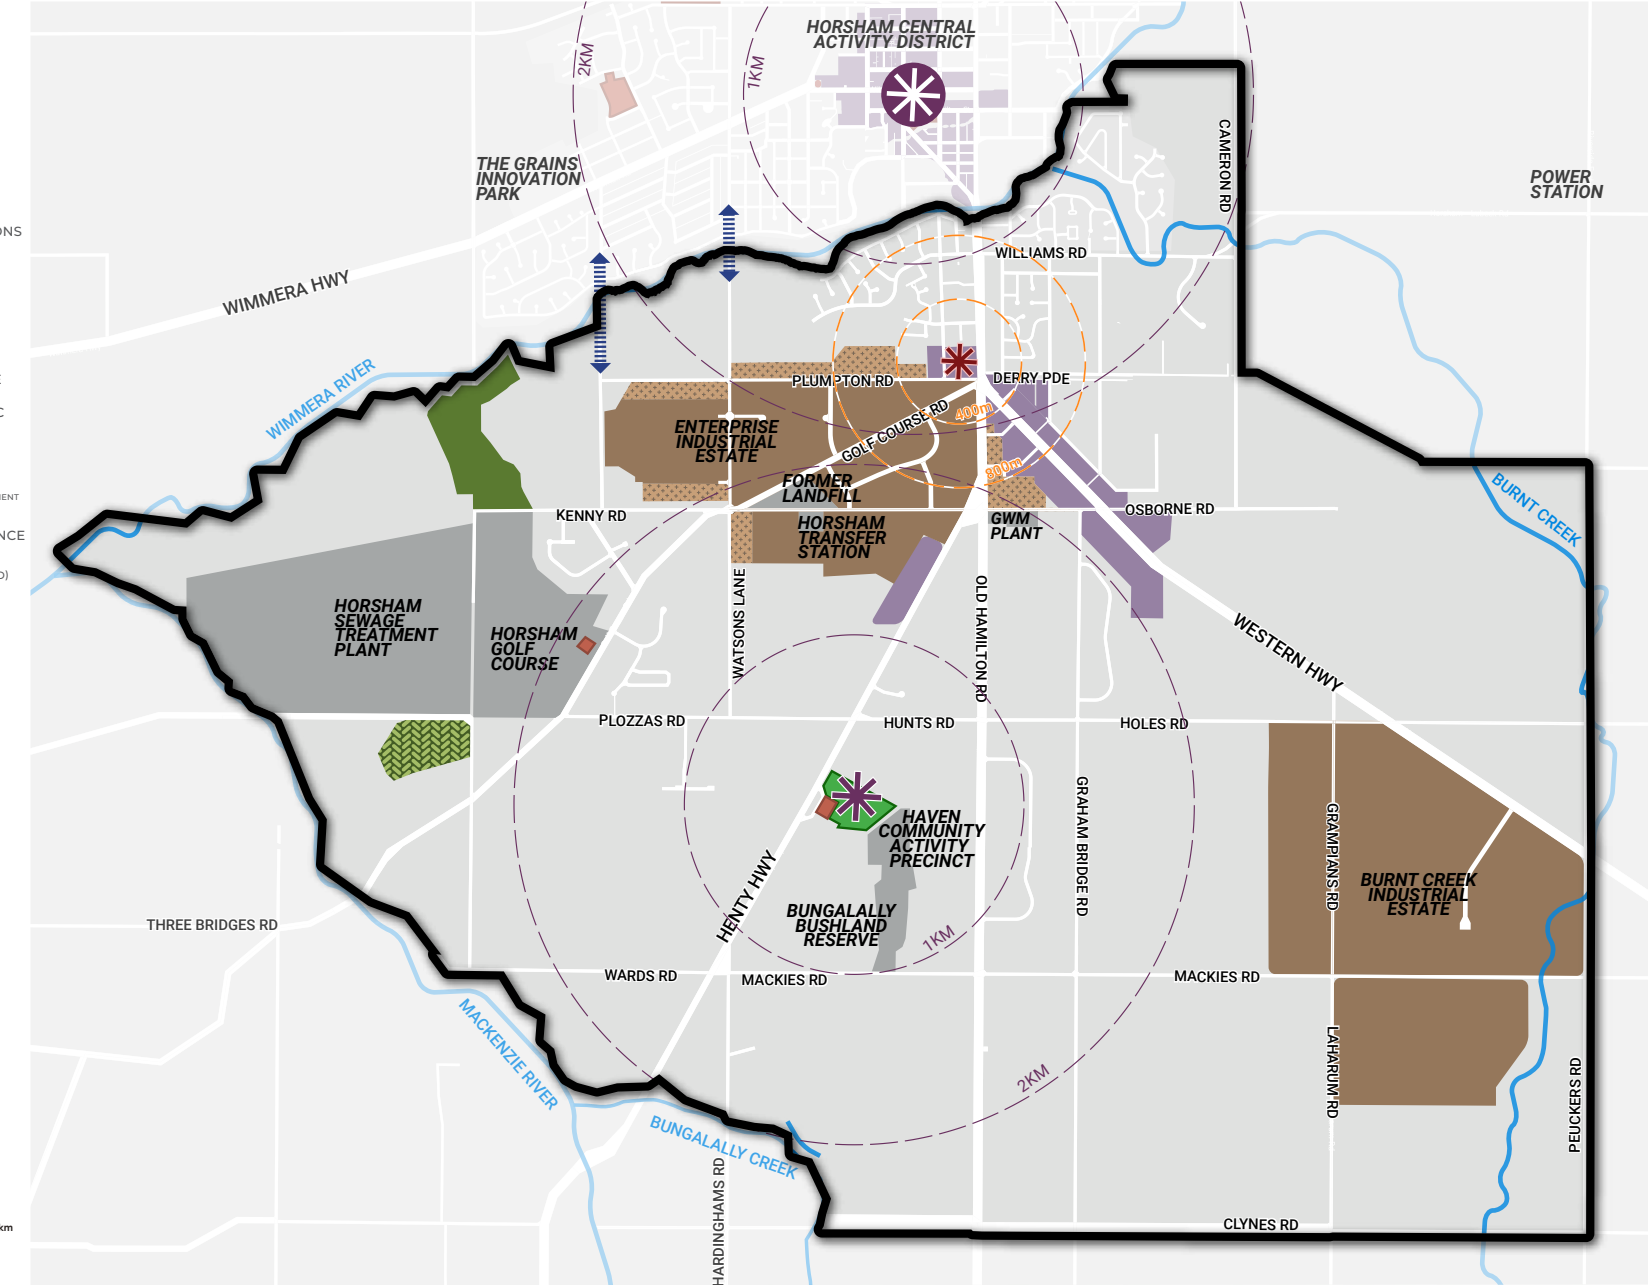 HORSHAM CENTRAL
ACTIVITY DISTRICT
2KM
1KM
CAMERON RD
THE GRAINS
INNOVATION
PARK
POWER
STATION
ONS
WILLIAMS RD
WIMMERA HWY
WIMMERA RIVER
PLUMPTON RD
DERRY PDE
400m
GOLF COURSE RD
ENTERPRISE
INDUSTRIAL
ESTATE
800m
FORMER
LANDFILL
BURNT CREEK
MENT
KENNY RD
OSBORNE RD
HORSHAM
TRANSFER
STATION
GWM
PLANT
NCE
D)
OLD HAMILTON RD
WATSONS LANE
HORSHAM
SEWAGE
TREATMENT
PLANT
HORSHAM
GOLF
COURSE
WESTERN HWY
PLOZZAS RD
HUNTS RD
HOLES RD
GRAHAM BRIDGE RD
GRAMPIANS RD
HAVEN
COMMUNITY
ACTIVITY
PRECINCT
HENTY HWY
BURNT CREEK
INDUSTRIAL
ESTATE
BUNGALALLY
BUSHLAND
RESERVE
1KM
THREE BRIDGES RD
WARDS RD
MACKIES RD
MACKIES RD
MACKENZIE RIVER
LAHARUM RD
2KM
PEUCKERS RD
BUNGALALLY CREEK
HARDINGHAMS RD
CLYNES RD
km